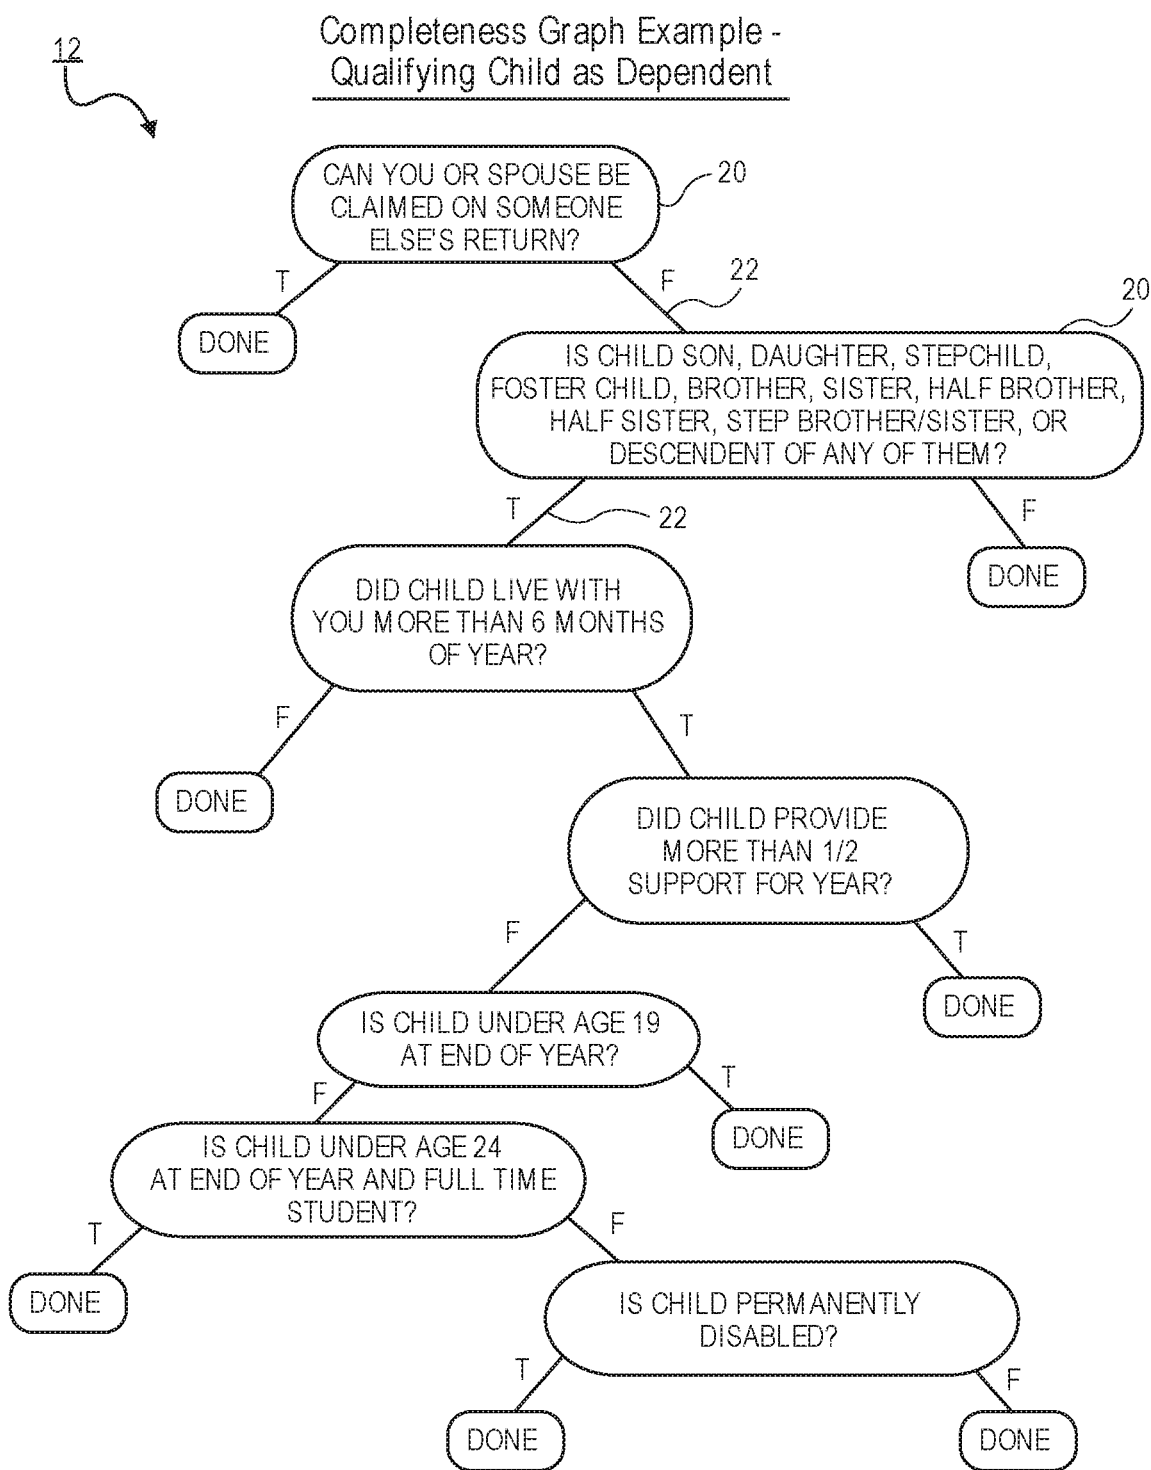 Completeness Graph Example -
Qualifying Child as Dependent
12
CAN YOU OR SPOUSE BE
CLAIMED ON SOMEONE
ELSE'S RETURN?
20
T
F
22
20
DONE
IS CHILD SON, DAUGHTER, STEPCHILD,
FOSTER CHILD, BROTHER, SISTER, HALF BROTHER,
HALF SISTER, STEP BROTHER/SISTER, OR
DESCENDENT OF ANY OF THEM?
T
22
F
DONE
DID CHILD LIVE WITH
YOU MORE THAN 6 MONTHS
OF YEAR?
F
T
DONE
DID CHILD PROVIDE
MORE THAN 1/2
SUPPORT FOR YEAR?
F
T
DONE
IS CHILD UNDER AGE 19
AT END OF YEAR?
F
T
DONE
IS CHILD UNDER AGE 24
AT END OF YEAR AND FULL TIME
STUDENT?
T
F
DONE
IS CHILD PERMANENTLY
DISABLED?
T
F
DONE
DONE